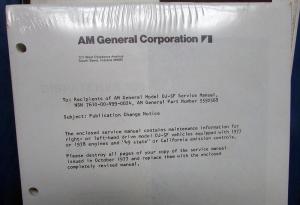 AM General Corporation
South Bend, Indiana
To: Recipients of AM General Model DJ-5F Service Manual,
NSN 7610-00-499-0024, AM General Part Number
Subject: Publication Change Notice
The enclosed service manual contains maintenance information for
right- or left-hand drive model DJ-5F vehicles equipped with 1977
or 1978 engines and "49 state" or California emission controls.
Please destroy all pages of your copy of the service manual
issued in October 1977 and replace them with the enclosed
completely revised manual.